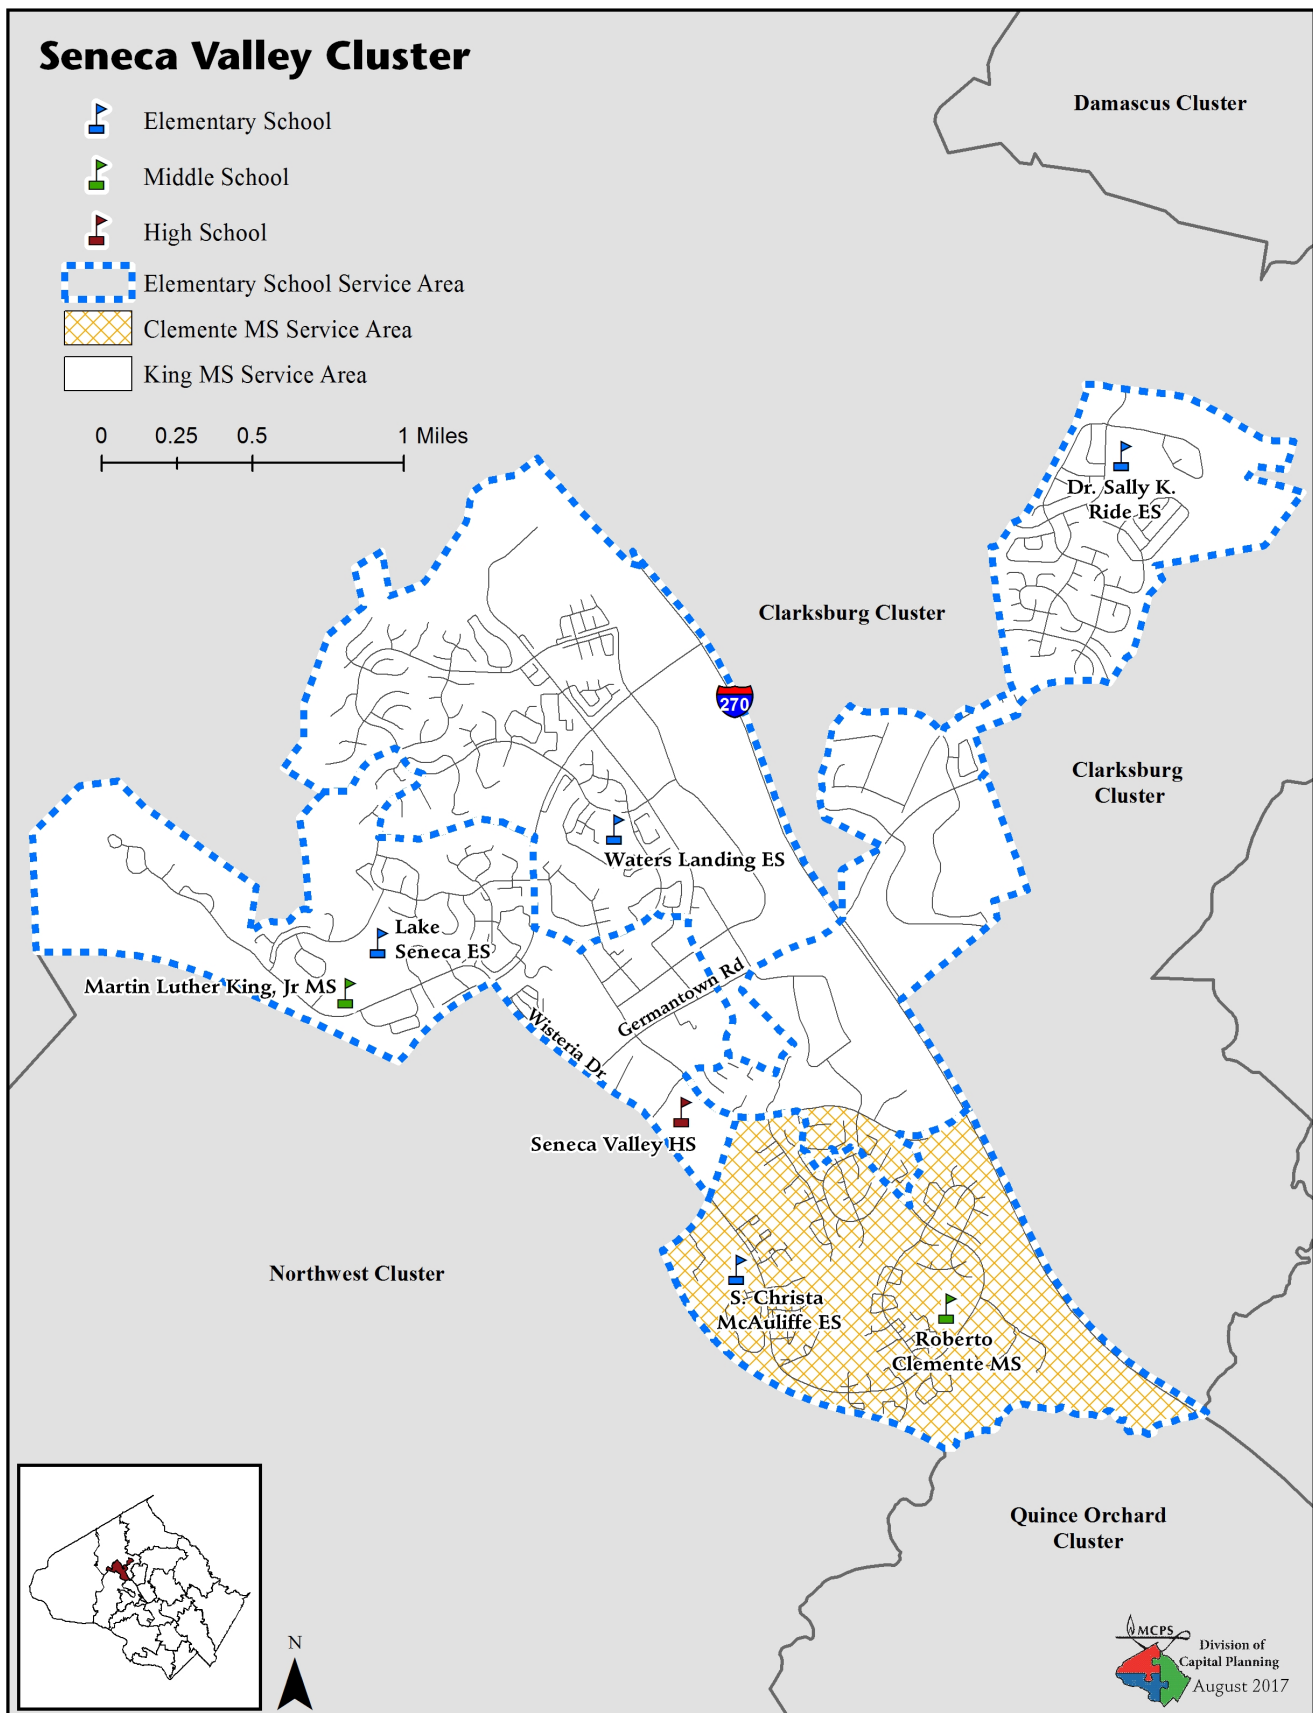 Seneca Valley Cluster
Elementary School
Middle School
High School
Elementary School Service Area
Clemente MS Service Area
King MS Service Area
0 0.25 0.5 1 Miles
Damascus Cluster
Dr. Sally K.
Ride ES
Clarksburg Cluster
270
Clarksburg
Cluster
Waters Landing ES
Lake
Seneca ES
Martin Luther King, Jr MS
Germantown Rd
Wisteria Dr
Seneca Valley HS
Northwest Cluster
S. Christa
McAuliffe ES
Roberto
Clemente MS
Quince Orchard
Cluster
N
MCPS
Division of
Capital Planning
August 2017